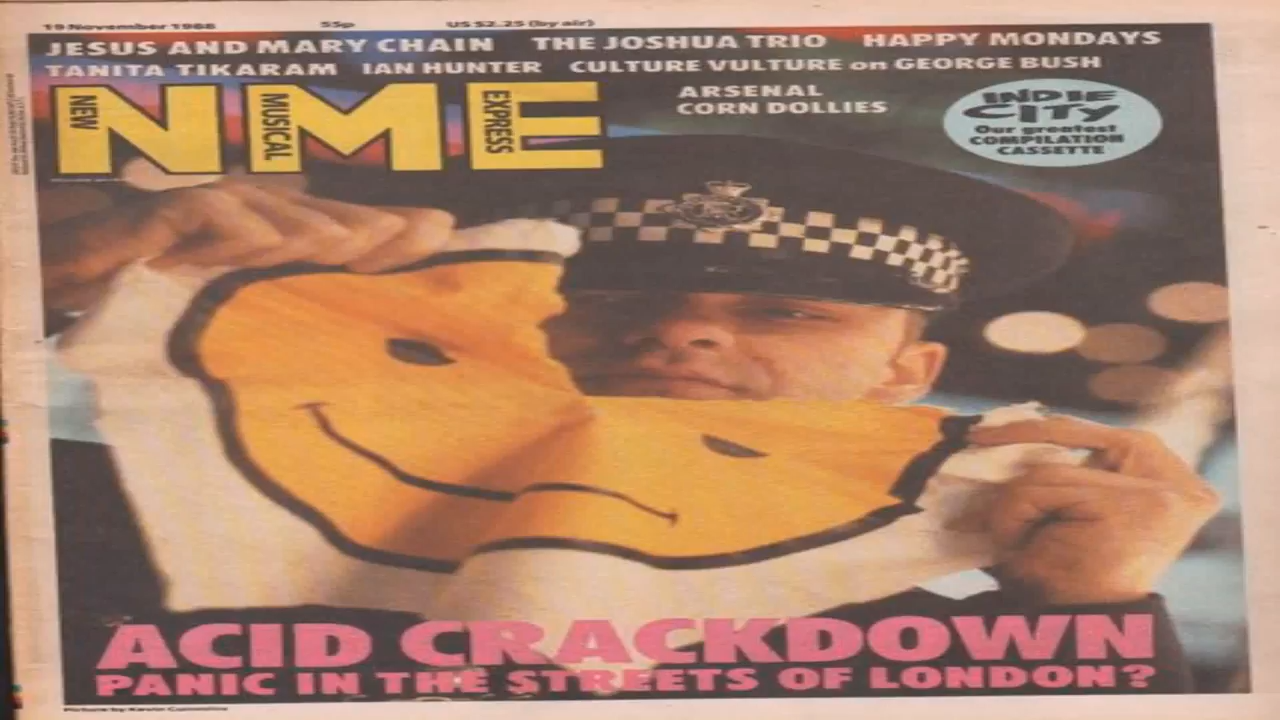 19 November 1988 55p US $2.25 (by air)
JESUS AND MARY CHAIN THE JOSHUA TRIO HAPPY MONDAYS
TANITA TIKARAM IAN HUNTER CULTURE VULTURE on GEORGE BUSH
NME
NEW MUSICAL EXPRESS
ARSENAL
CORN DOLLIES
INDIE
CITY
Our greatest
COMPILATION
CASSETTE
ACID CRACKDOWN
PANIC IN THE STREETS OF LONDON?
Picture by Kevin Cummins